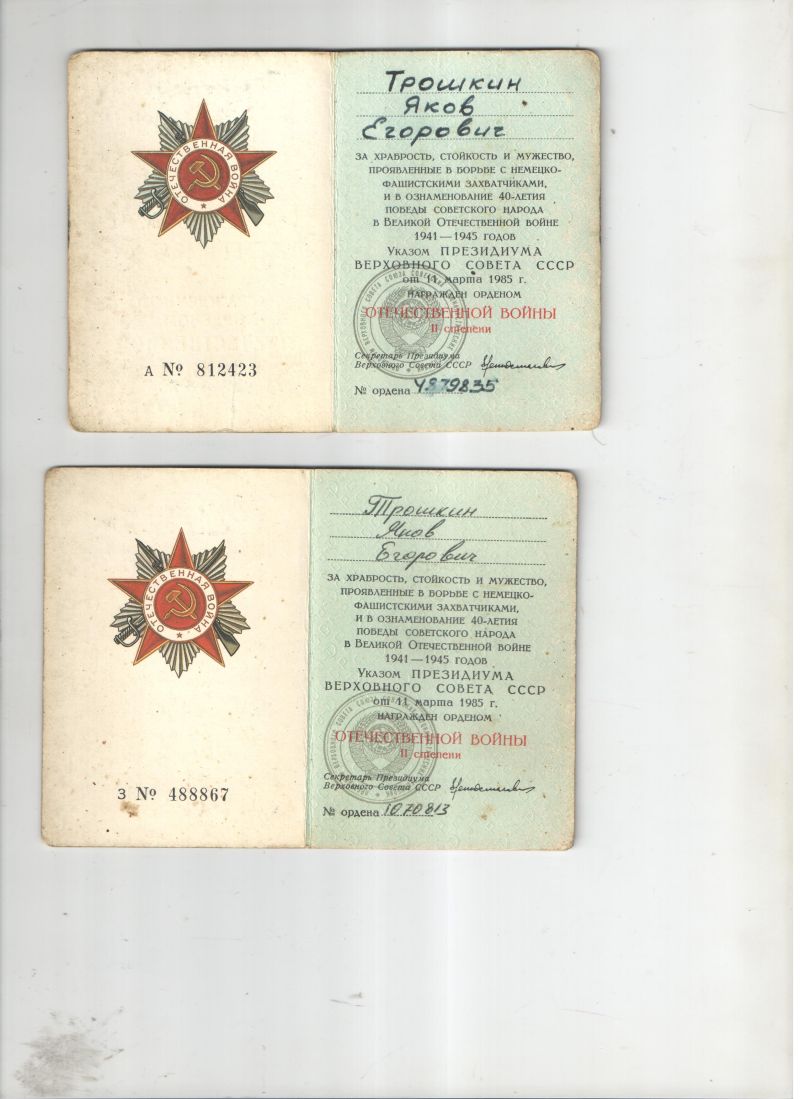 ОТЕЧЕСТВЕННАЯ ВОЙНА
А № 812423
Трошкин
Яков
Егорович
ЗА ХРАБРОСТЬ, СТОЙКОСТЬ И МУЖЕСТВО,
ПРОЯВЛЕННЫЕ В БОРЬБЕ С НЕМЕЦКО-
ФАШИСТСКИМИ ЗАХВАТЧИКАМИ,
И В ОЗНАМЕНОВАНИЕ 40-ЛЕТИЯ
ПОБЕДЫ СОВЕТСКОГО НАРОДА
В ВЕЛИКОЙ ОТЕЧЕСТВЕННОЙ ВОЙНЕ
1941—1945 ГОДОВ
УКАЗОМ ПРЕЗИДИУМА
ВЕРХОВНОГО СОВЕТА СССР
от 11 марта 1985 г.
НАГРАЖДЕН ОРДЕНОМ
ОТЕЧЕСТВЕННОЙ ВОЙНЫ
II степени
Секретарь Президиума
Верховного Совета СССР
№ ордена 4879835
ОТЕЧЕСТВЕННАЯ ВОЙНА
З № 488867
Трошкин
Яков
Егорович
ЗА ХРАБРОСТЬ, СТОЙКОСТЬ И МУЖЕСТВО,
ПРОЯВЛЕННЫЕ В БОРЬБЕ С НЕМЕЦКО-
ФАШИСТСКИМИ ЗАХВАТЧИКАМИ,
И В ОЗНАМЕНОВАНИЕ 40-ЛЕТИЯ
ПОБЕДЫ СОВЕТСКОГО НАРОДА
В ВЕЛИКОЙ ОТЕЧЕСТВЕННОЙ ВОЙНЕ
1941—1945 ГОДОВ
УКАЗОМ ПРЕЗИДИУМА
ВЕРХОВНОГО СОВЕТА СССР
от 11 марта 1985 г.
НАГРАЖДЕН ОРДЕНОМ
ОТЕЧЕСТВЕННОЙ ВОЙНЫ
II степени
Секретарь Президиума
Верховного Совета СССР
№ ордена 1070813